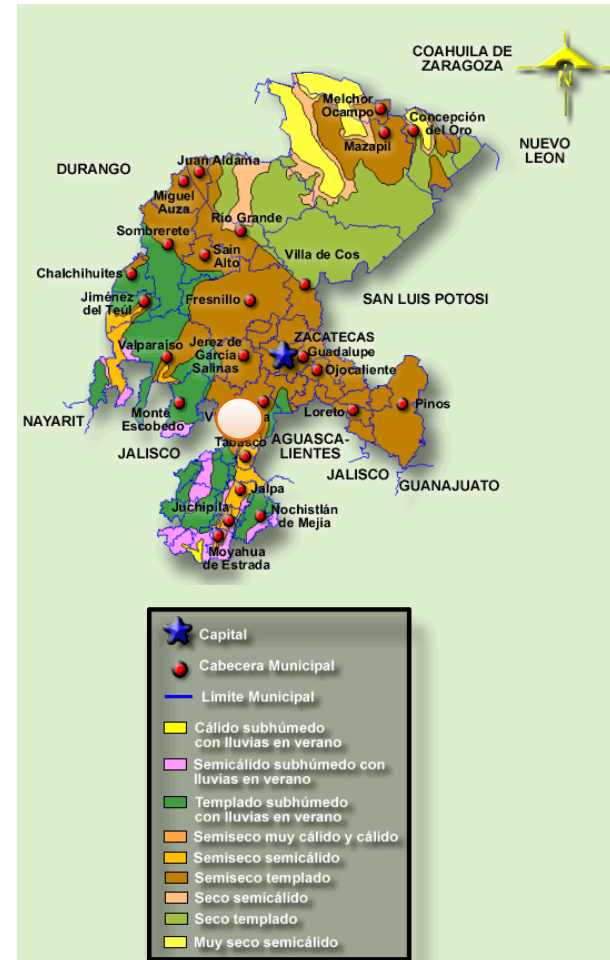 COAHUILA DE
ZARAGOZA
N
Melchor
Ocampo
Concepción
del Oro
Mazapil
NUEVO
LEON
DURANGO
Juan Aldama
Miguel
Auza
Río Grande
Sombrerete
Sain
Alto
Villa de Cos
Chalchihuites
Jiménez
del Teúl
Fresnillo
SAN LUIS POTOSI
ZACATECAS
Valparaíso
Jerez de
García
Salinas
Guadalupe
Ojocaliente
Monte
Escobedo
Loreto
Pinos
NAYARIT
JALISCO
Tabasco
AGUASCA-
LIENTES
JALISCO
GUANAJUATO
Jalpa
Juchipila
Nochistlán
de Mejía
Moyahua
de Estrada
Capital
Cabecera Municipal
Límite Municipal
Cálido subhúmedo
con lluvias en verano
Semicálido subhúmedo con
lluvias en verano
Templado subhúmedo
con lluvias en verano
Semiseco muy cálido y cálido
Semiseco semicálido
Semiseco templado
Seco semicálido
Seco templado
Muy seco semicálido